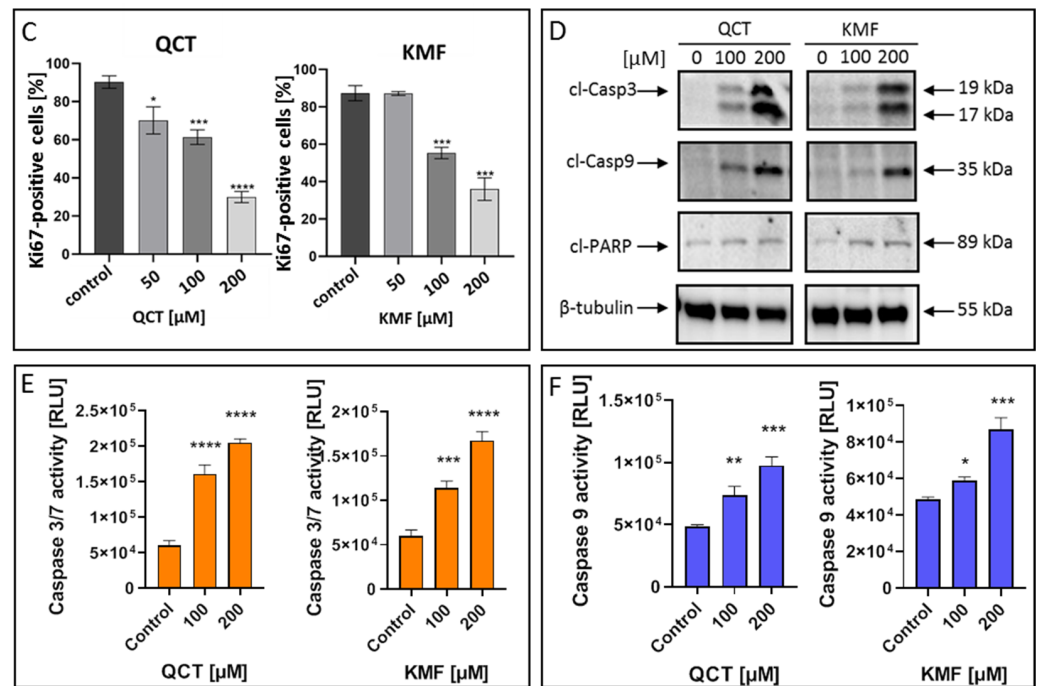 C
QCT
Ki67-positive cells [%]
100
80
60
40
20
0
*
***
****
control
50
100
200
QCT [µM]
KMF
Ki67-positive cells [%]
100
80
60
40
20
0
***
***
control
50
100
200
KMF [µM]
D
QCT KMF
[µM] 0 100 200 0 100 200
cl-Casp3
19 kDa
17 kDa
cl-Casp9
35 kDa
cl-PARP
89 kDa
β-tubulin
55 kDa
E
Caspase 3/7 activity [RLU]
2.5×10⁵
2×10⁵
1.5×10⁵
1×10⁵
5×10⁴
0
****
****
Control
100
200
QCT [µM]
Caspase 3/7 activity [RLU]
2×10⁵
1.5×10⁵
1×10⁵
5×10⁴
0
***
****
Control
100
200
KMF [µM]
F
Caspase 9 activity [RLU]
1.5×10⁵
1×10⁵
5×10⁴
0
**
***
Control
100
200
QCT [µM]
Caspase 9 activity [RLU]
1×10⁵
8×10⁴
6×10⁴
5×10⁴
2×10⁴
0
*
***
Control
100
200
KMF [µM]